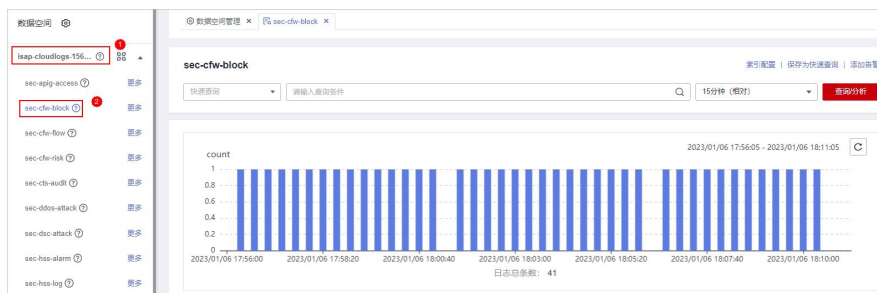 数据空间
数据空间管理 ×
sec-cfw-block ×
isap-cloudlogs-156...
1
sec-apig-access 更多
sec-cfw-block 2 更多
sec-cfw-flow 更多
sec-cfw-risk 更多
sec-cts-audit 更多
sec-ddos-attack 更多
sec-dsc-attack 更多
sec-hss-alarm 更多
sec-hss-log 更多
sec-cfw-block
索引配置 | 保存为快速查询 | 添加告警
快速查询
请输入查询条件
15分钟（相对）
查询/分析
2023/01/06 17:56:05 - 2023/01/06 18:11:05
count
1
0.8
0.6
0.4
0.2
0
2023/01/06 17:56:00 2023/01/06 17:58:20 2023/01/06 18:00:40 2023/01/06 18:03:00 2023/01/06 18:05:20 2023/01/06 18:07:40 2023/01/06 18:10:00
日志总条数： 41